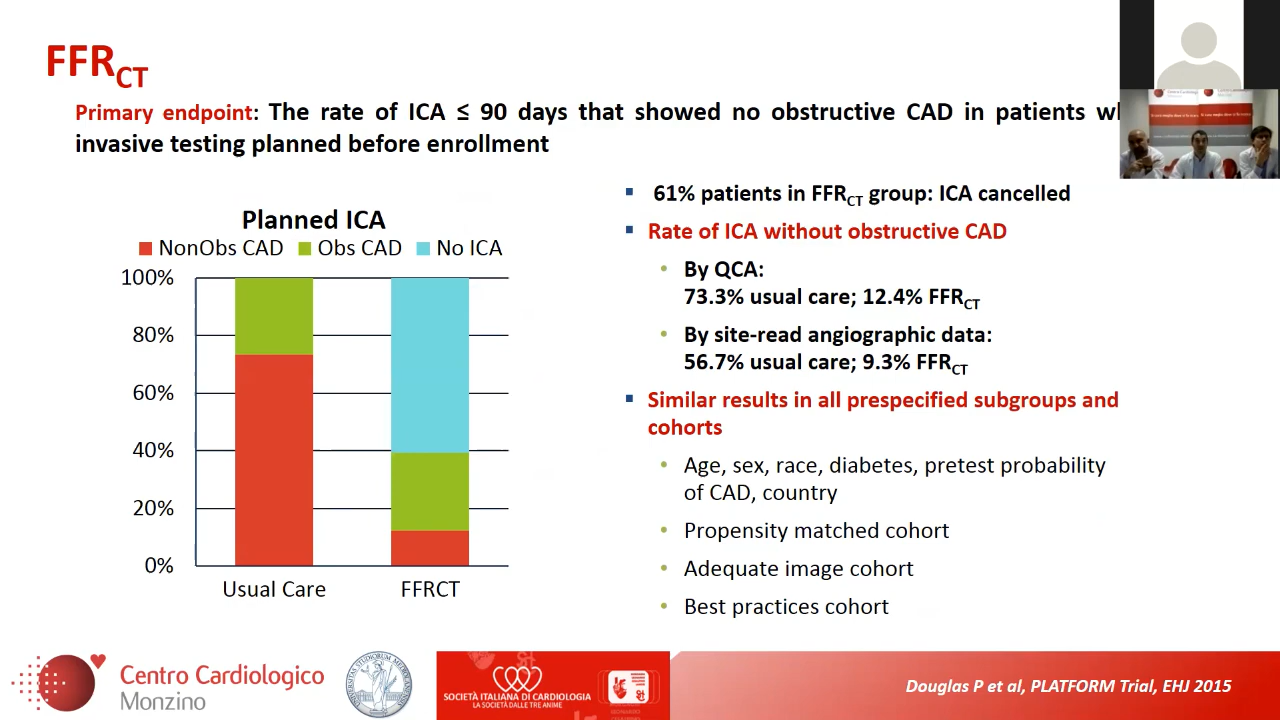 FFRCT
Primary endpoint: The rate of ICA ≤ 90 days that showed no obstructive CAD in patients
invasive testing planned before enrollment
Planned ICA
NonObs CAD Obs CAD No ICA
100%
80%
60%
40%
20%
0%
Usual Care FFRCT
▪ 61% patients in FFRCT group: ICA cancelled
▪ Rate of ICA without obstructive CAD
• By QCA:
73.3% usual care; 12.4% FFRCT
• By site-read angiographic data:
56.7% usual care; 9.3% FFRCT
▪ Similar results in all prespecified subgroups and
cohorts
• Age, sex, race, diabetes, pretest probability
of CAD, country
• Propensity matched cohort
• Adequate image cohort
• Best practices cohort
Centro Cardiologico
Monzino
SOCIETÀ ITALIANA DI CARDIOLOGIA
LA SOCIETÀ DALLE TRE ANIME
Douglas P et al, PLATFORM Trial, EHJ 2015